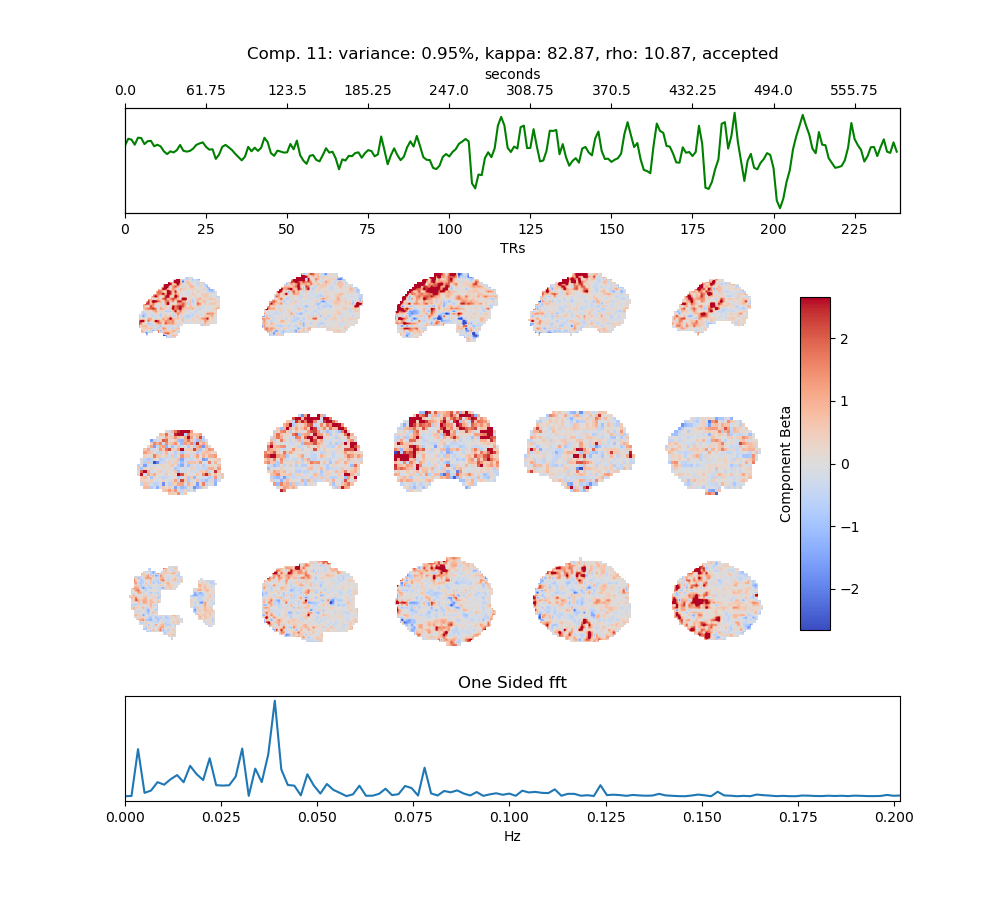 Comp. 11: variance: 0.95%, kappa: 82.87, rho: 10.87, accepted
seconds
0.0 61.75 123.5 185.25 247.0 308.75 370.5 432.25 494.0 555.75
0 25 50 75 100 125 150 175 200 225
TRs
2
1
0
−1
−2
Component Beta
One Sided fft
0.000 0.025 0.050 0.075 0.100 0.125 0.150 0.175 0.200
Hz